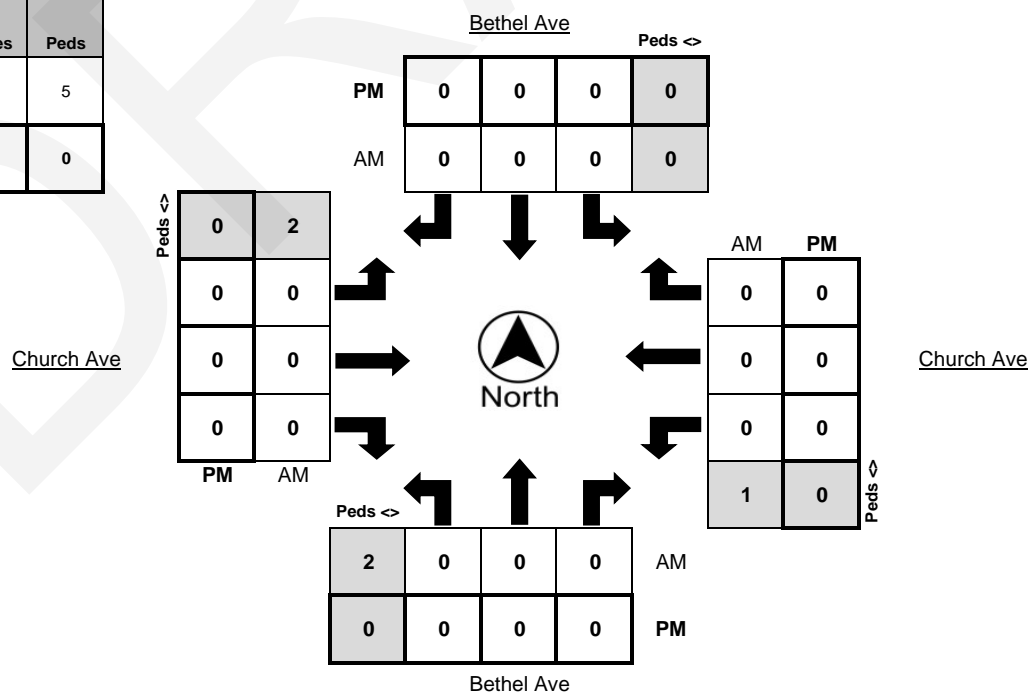 Bethel Ave
es Peds
Peds <>
PM 0 0 0 0
5
AM 0 0 0 0
0
Peds <> 0 2
AM PM
0 0
0 0
Church Ave 0 0
0 0 Church Ave
North
0 0
0 0
PM AM
1 0 Peds <>
Peds <>
2 0 0 0 AM
0 0 0 0 PM
Bethel Ave